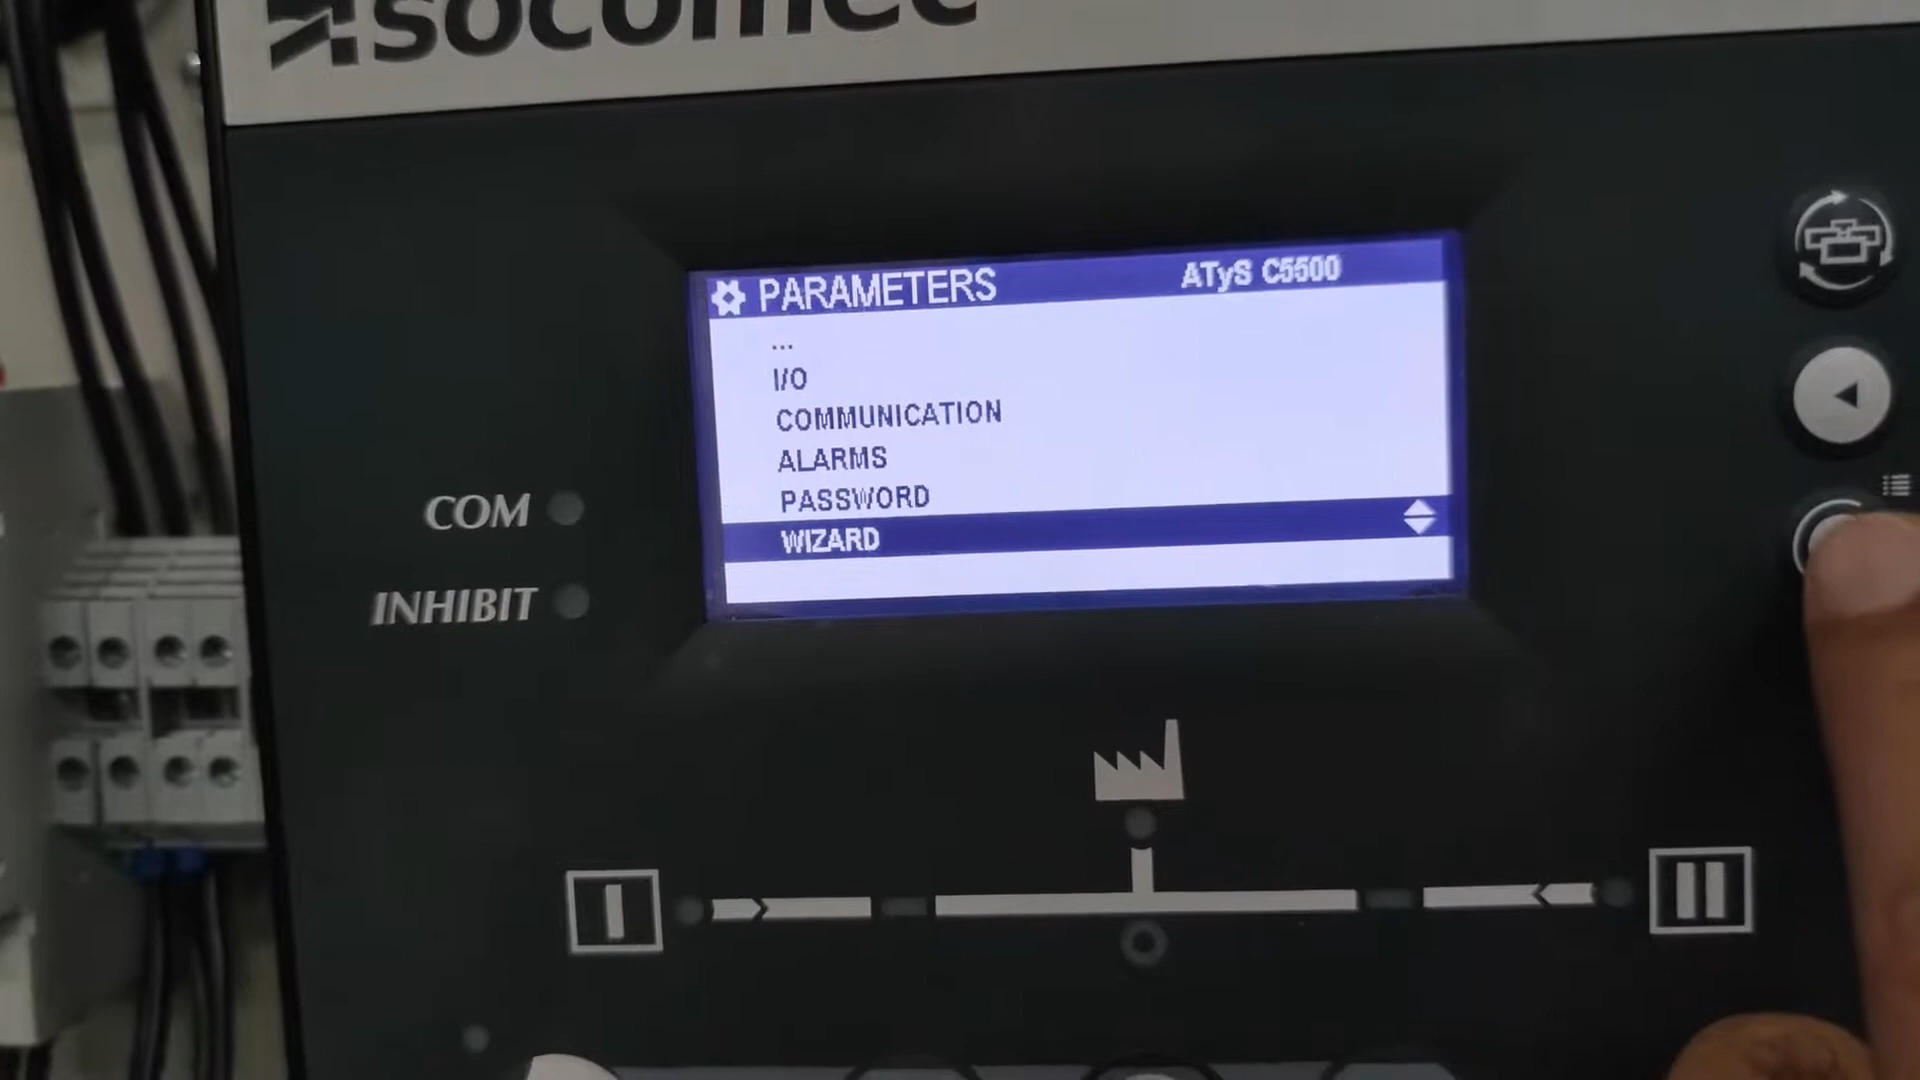 socomec
PARAMETERS ATyS C5500
...
I/O
COMMUNICATION
ALARMS
PASSWORD
WIZARD
COM
INHIBIT
I
II